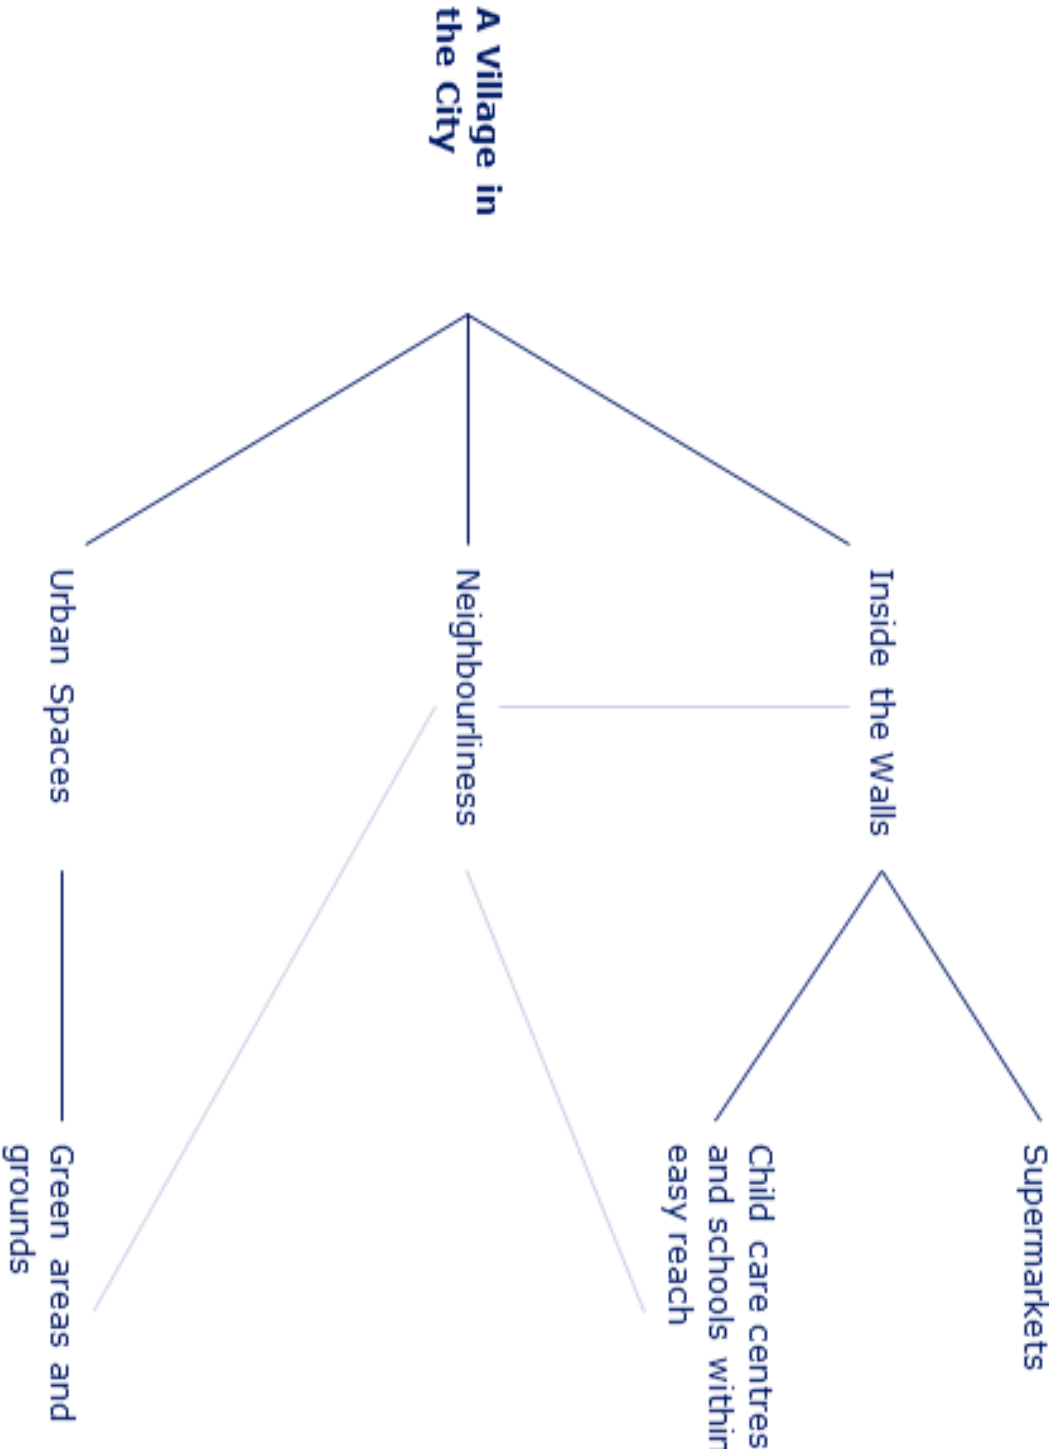 A Village in
the City
Inside the Walls
Neighbourliness
Urban Spaces
Supermarkets
Child care centres
and schools within
easy reach
Green areas and
grounds